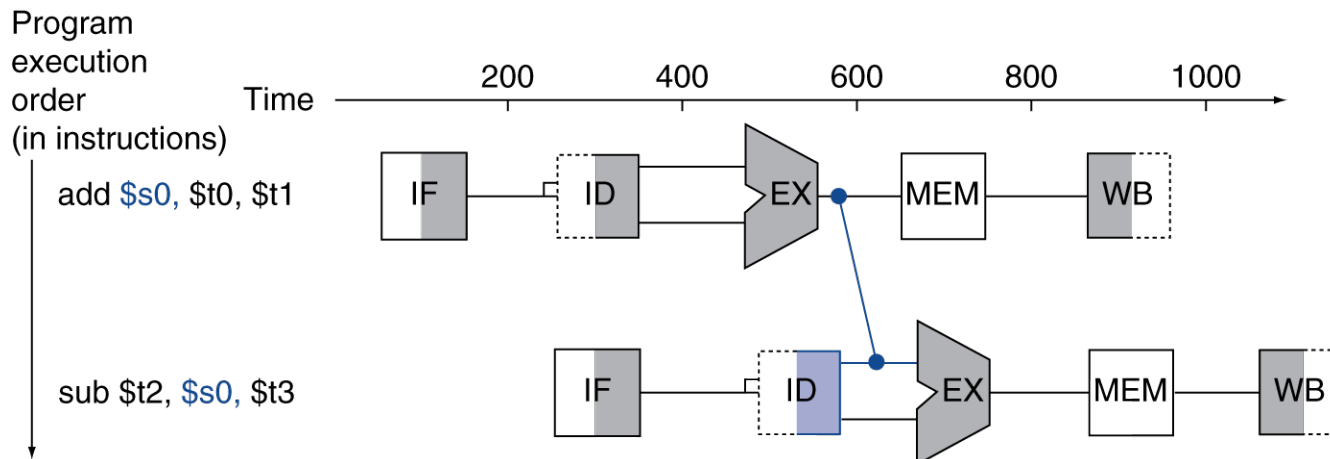 Program
execution
order
(in instructions)
Time
200 400 600 800 1000
add $s0, $t0, $t1
IF ID EX MEM WB
sub $t2, $s0, $t3
IF ID EX MEM WB